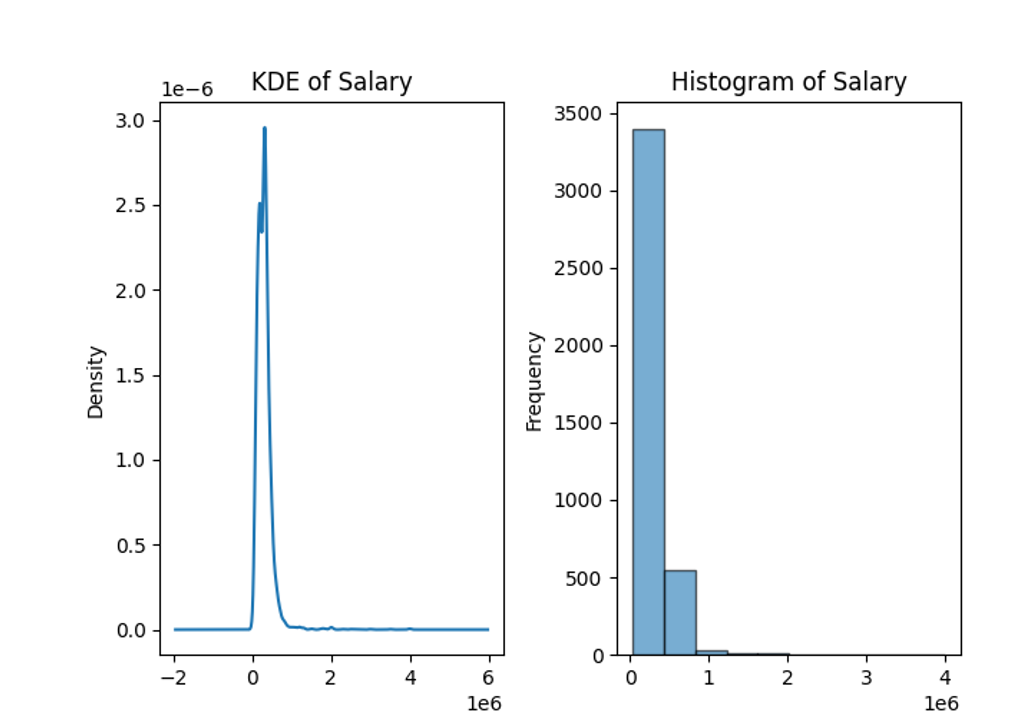 KDE of Salary
1e−6
3.0
2.5
2.0
1.5
1.0
0.5
0.0
Density
−2 0 2 4 6
1e6
Histogram of Salary
3500
3000
2500
2000
1500
1000
500
0
Frequency
0 1 2 3 4
1e6